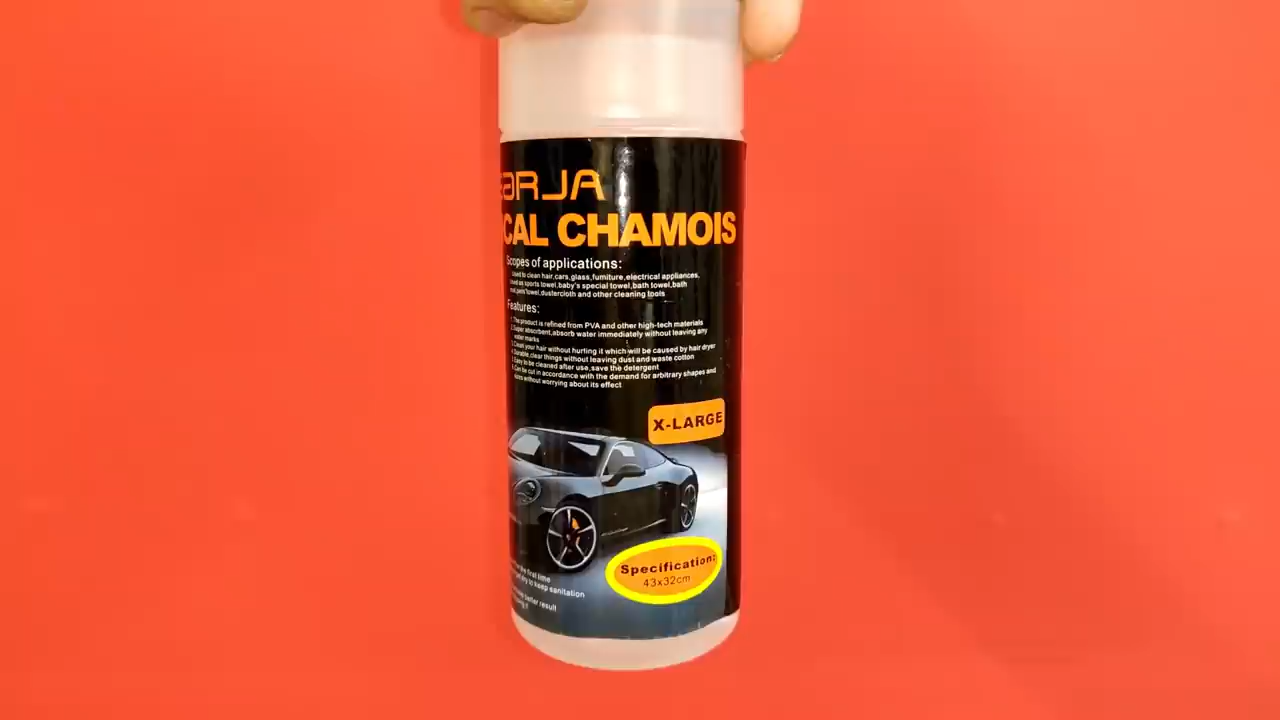 ARJA
CAL CHAMOIS
Scopes of applications:
Used to clean hair,cars,glass,furniture,electrical appliances,
Used as sports towel,baby's special towel,bath towel,bath
towel,dustercloth and other cleaning tools
Features:
1.The product is refined from PVA and other high-tech materials
2.Super absorbent,absorb water immediately without leaving any
water marks
3.Clean your hair without hurting it which will be caused by hair dryer
4.Durable,clear things without leaving dust and waste cotton
5.Easy to be cleaned after use,save the detergent
6.Can be cut in accordance with the demand for arbitrary shapes and
sizes without worrying about its effect
X-LARGE
Specification:
43x32cm
the first time
dry to keep sanitation
better result